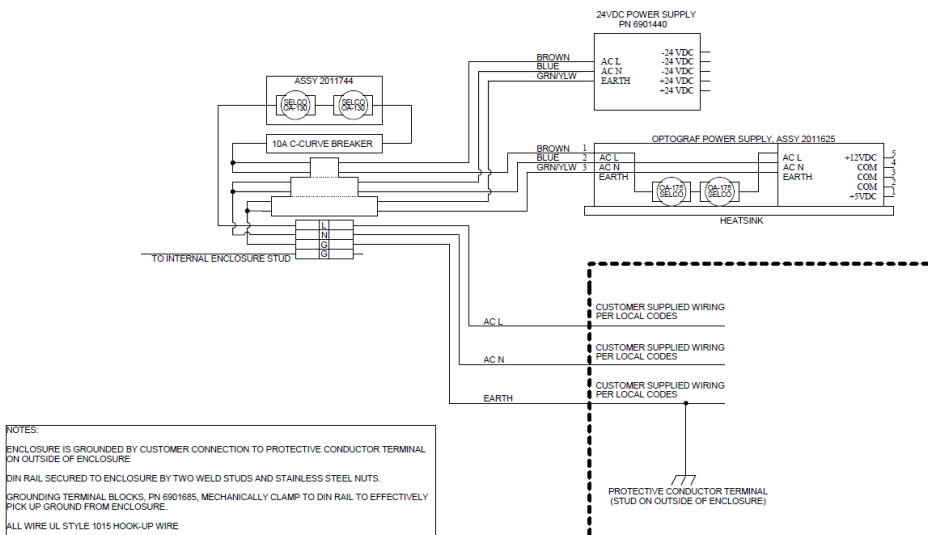 24VDC POWER SUPPLY
PN 6901440
BROWN
BLUE
GRN/YLW
AC L
AC N
EARTH
-24 VDC
-24 VDC
-24 VDC
+24 VDC
+24 VDC
ASSY 2011744
SELCO
OA-130
SELCO
OA-130
10A C-CURVE BREAKER
OPTOGRAF POWER SUPPLY, ASSY 2011625
BROWN 1
BLUE 2
GRN/YLW 3
AC L
AC N
EARTH
OA-175
SELCO
OA-175
SELCO
AC L
AC N
EARTH
+12VDC 5
COM 4
COM 3
COM 2
+5VDC 1
HEATSINK
L
N
G
G
TO INTERNAL ENCLOSURE STUD
AC L
CUSTOMER SUPPLIED WIRING
PER LOCAL CODES
AC N
CUSTOMER SUPPLIED WIRING
PER LOCAL CODES
EARTH
CUSTOMER SUPPLIED WIRING
PER LOCAL CODES
PROTECTIVE CONDUCTOR TERMINAL
(STUD ON OUTSIDE OF ENCLOSURE)
NOTES:
ENCLOSURE IS GROUNDED BY CUSTOMER CONNECTION TO PROTECTIVE CONDUCTOR TERMINAL
ON OUTSIDE OF ENCLOSURE
DIN RAIL SECURED TO ENCLOSURE BY TWO WELD STUDS AND STAINLESS STEEL NUTS.
GROUNDING TERMINAL BLOCKS, PN 6901685, MECHANICALLY CLAMP TO DIN RAIL TO EFFECTIVELY
PICK UP GROUND FROM ENCLOSURE.
ALL WIRE UL STYLE 1015 HOOK-UP WIRE